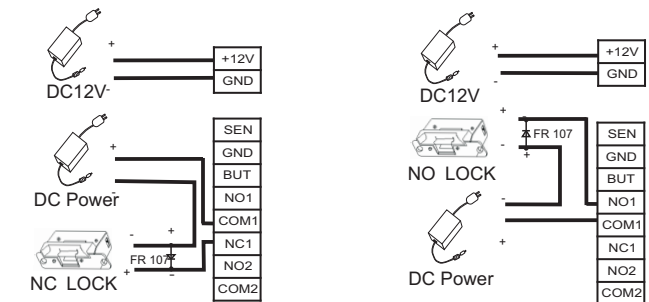 +
+12V
GND
DC12V-
SEN
GND
BUT
NO1
COM1
NC1
NO2
COM2
+
-
DC Power
-
+
FR 107
+
-
NC LOCK
+
-
+12V
GND
DC12V
+
-
+
FR 107
NO LOCK
SEN
GND
BUT
NO1
COM1
NC1
NO2
COM2
-
+
DC Power